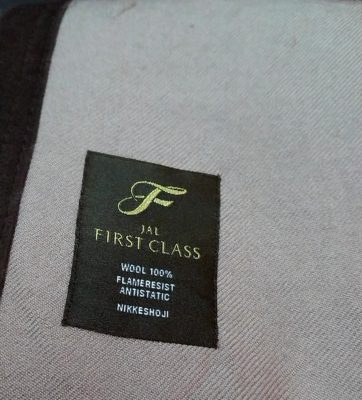 F
JAL
FIRST CLASS
WOOL 100%
FLAMERESIST
ANTISTATIC
NIKKESHOJI